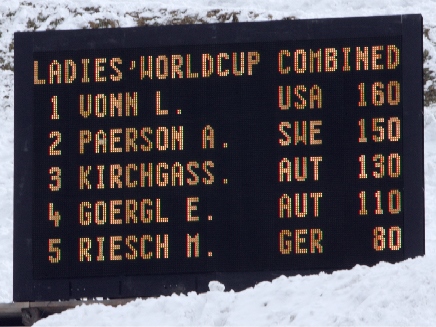 LADIES'WORLDCUP COMBINED
1 VONN L. USA 160
2 PAERSON A. SWE 150
3 KIRCHGASS. AUT 130
4 GOERGL E. AUT 110
5 RIESCH M. GER 80